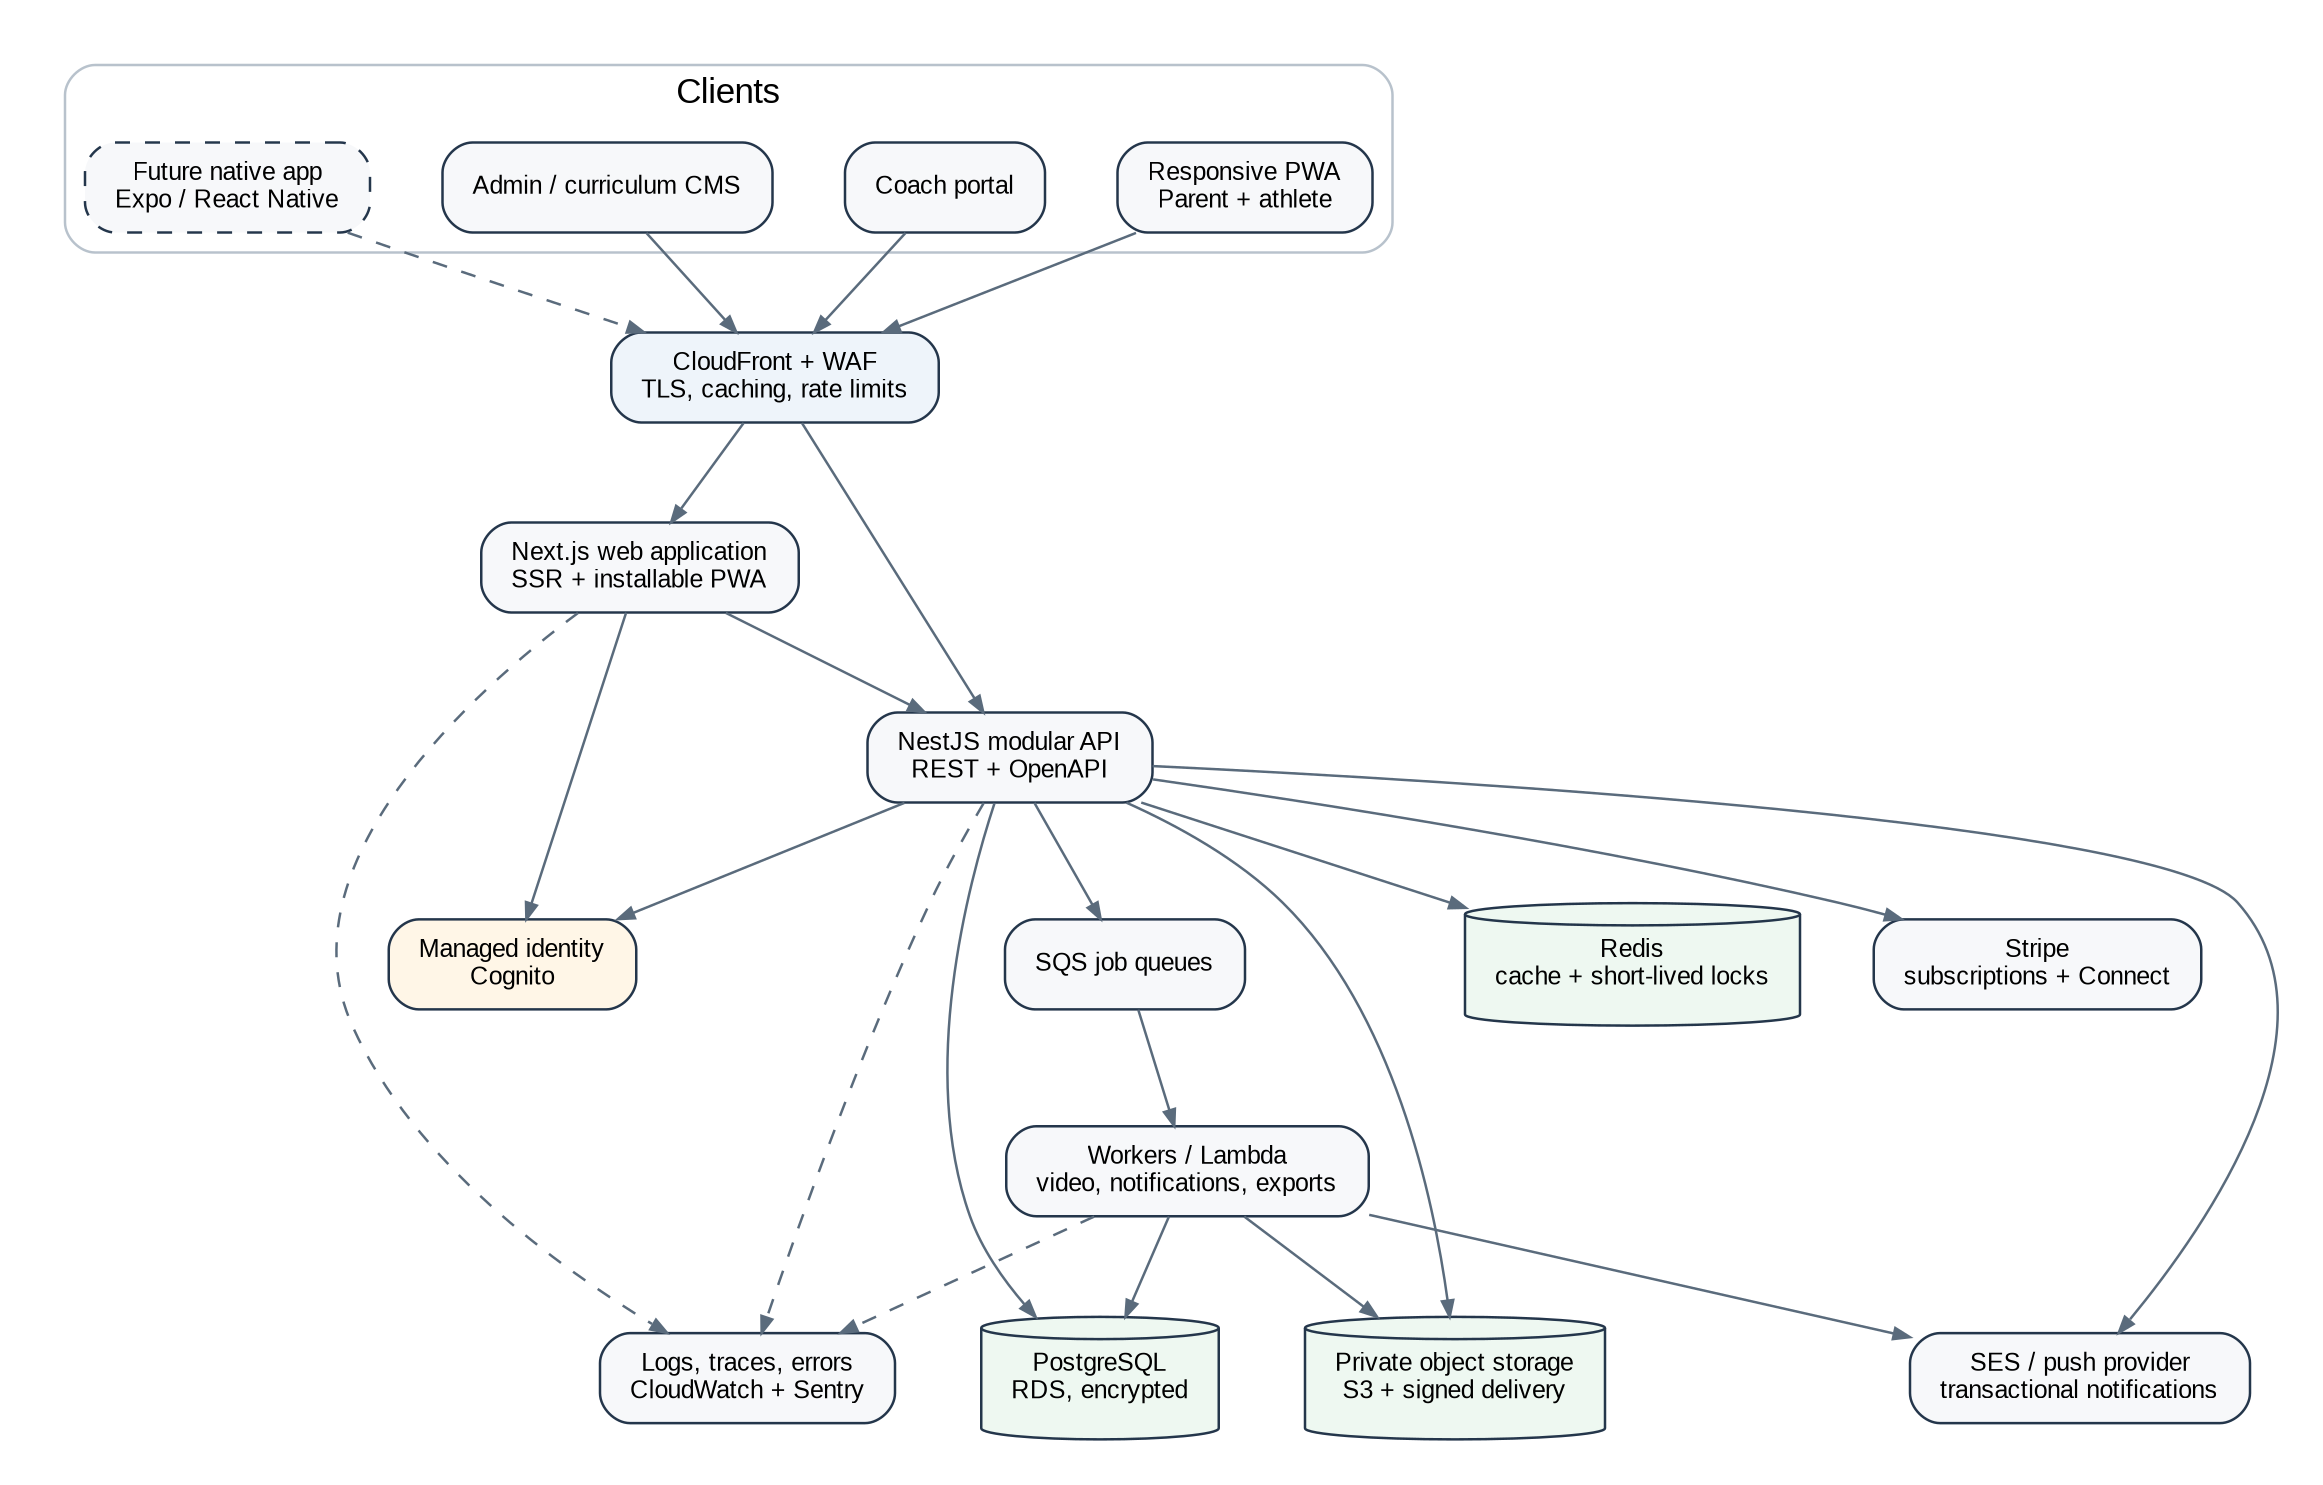 Clients
Future native app
Expo / React Native
Admin / curriculum CMS
Coach portal
Responsive PWA
Parent + athlete
CloudFront + WAF
TLS, caching, rate limits
Next.js web application
SSR + installable PWA
NestJS modular API
REST + OpenAPI
Managed identity
Cognito
SQS job queues
Redis
cache + short-lived locks
Stripe
subscriptions + Connect
Workers / Lambda
video, notifications, exports
Logs, traces, errors
CloudWatch + Sentry
PostgreSQL
RDS, encrypted
Private object storage
S3 + signed delivery
SES / push provider
transactional notifications